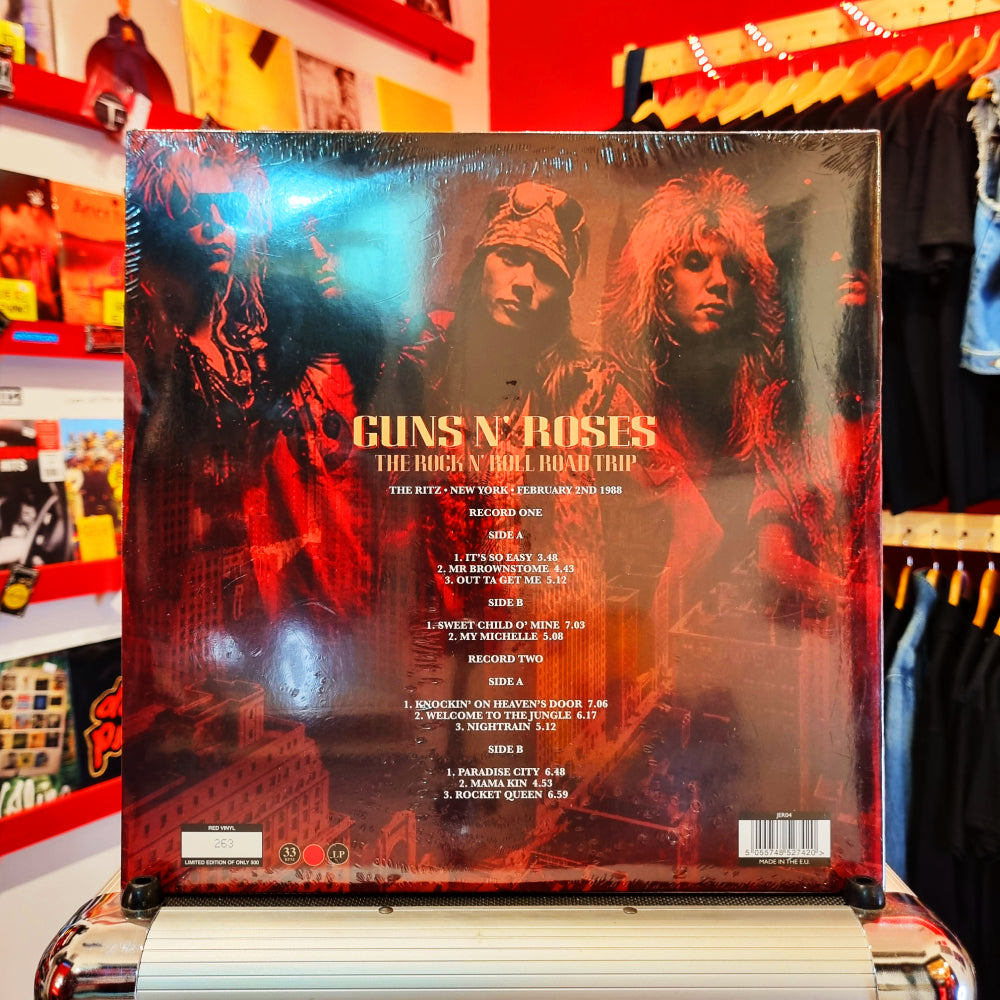 GUNS N' ROSES
THE ROCK N' ROLL ROAD TRIP
THE RITZ • NEW YORK • FEBRUARY 2ND 1988
RECORD ONE
SIDE A
1. IT'S SO EASY 3.48
2. MR BROWNSTOME 4.43
3. OUT TA GET ME 5.12
SIDE B
1. SWEET CHILD O' MINE 7.03
2. MY MICHELLE 5.08
RECORD TWO
SIDE A
1. KNOCKIN' ON HEAVEN'S DOOR 7.06
2. WELCOME TO THE JUNGLE 6.17
3. NIGHTRAIN 5.12
SIDE B
1. PARADISE CITY 6.48
2. MAMA KIN 4.53
3. ROCKET QUEEN 6.59
RED VINYL
263
LIMITED EDITION OF ONLY 500
33
RPM
LP
JER04
5 055748 527420 >
MADE IN THE E.U.